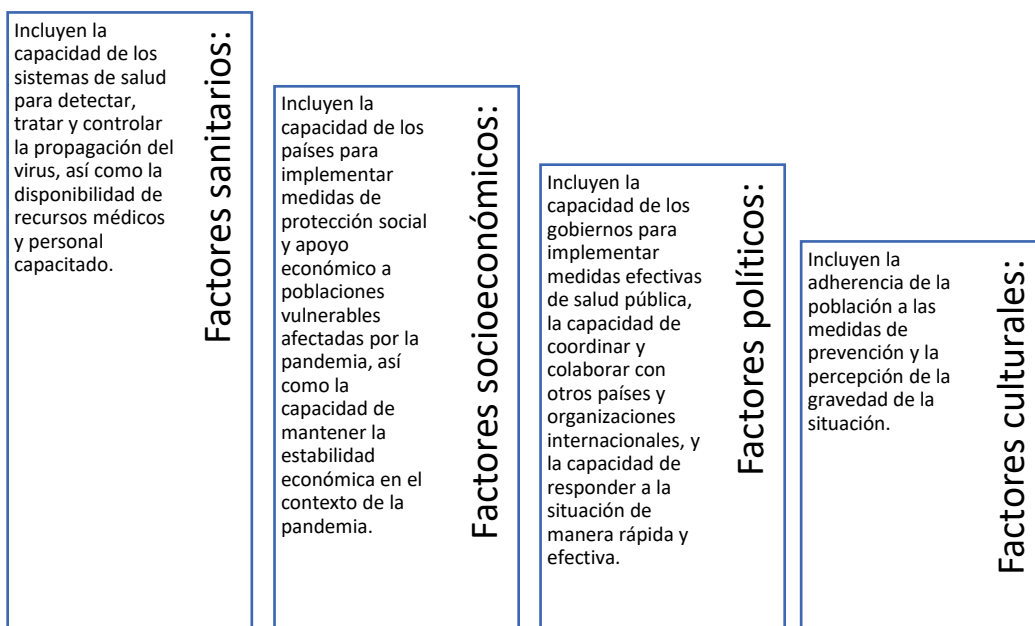 Factores sanitarios:
Incluyen la
capacidad de los
sistemas de salud
para detectar,
tratar y controlar
la propagación del
virus, así como la
disponibilidad de
recursos médicos
y personal
capacitado.
Factores socioeconómicos:
Incluyen la
capacidad de los
países para
implementar
medidas de
protección social
y apoyo
económico a
poblaciones
vulnerables
afectadas por la
pandemia, así
como la
capacidad de
mantener la
estabilidad
económica en el
contexto de la
pandemia.
Factores políticos:
Incluyen la
capacidad de los
gobiernos para
implementar
medidas efectivas
de salud pública,
la capacidad de
coordinar y
colaborar con
otros países y
organizaciones
internacionales, y
la capacidad de
responder a la
situación de
manera rápida y
efectiva.
Factores culturales:
Incluyen la
adherencia de la
población a las
medidas de
prevención y la
percepción de la
gravedad de la
situación.